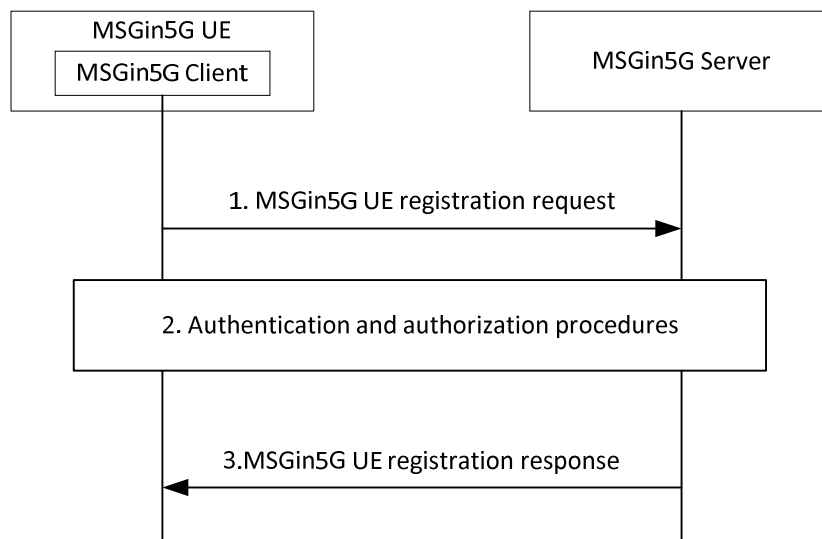 MSGin5G UE
MSGin5G Client
MSGin5G Server
1. MSGin5G UE registration request
2. Authentication and authorization procedures
3.MSGin5G UE registration response